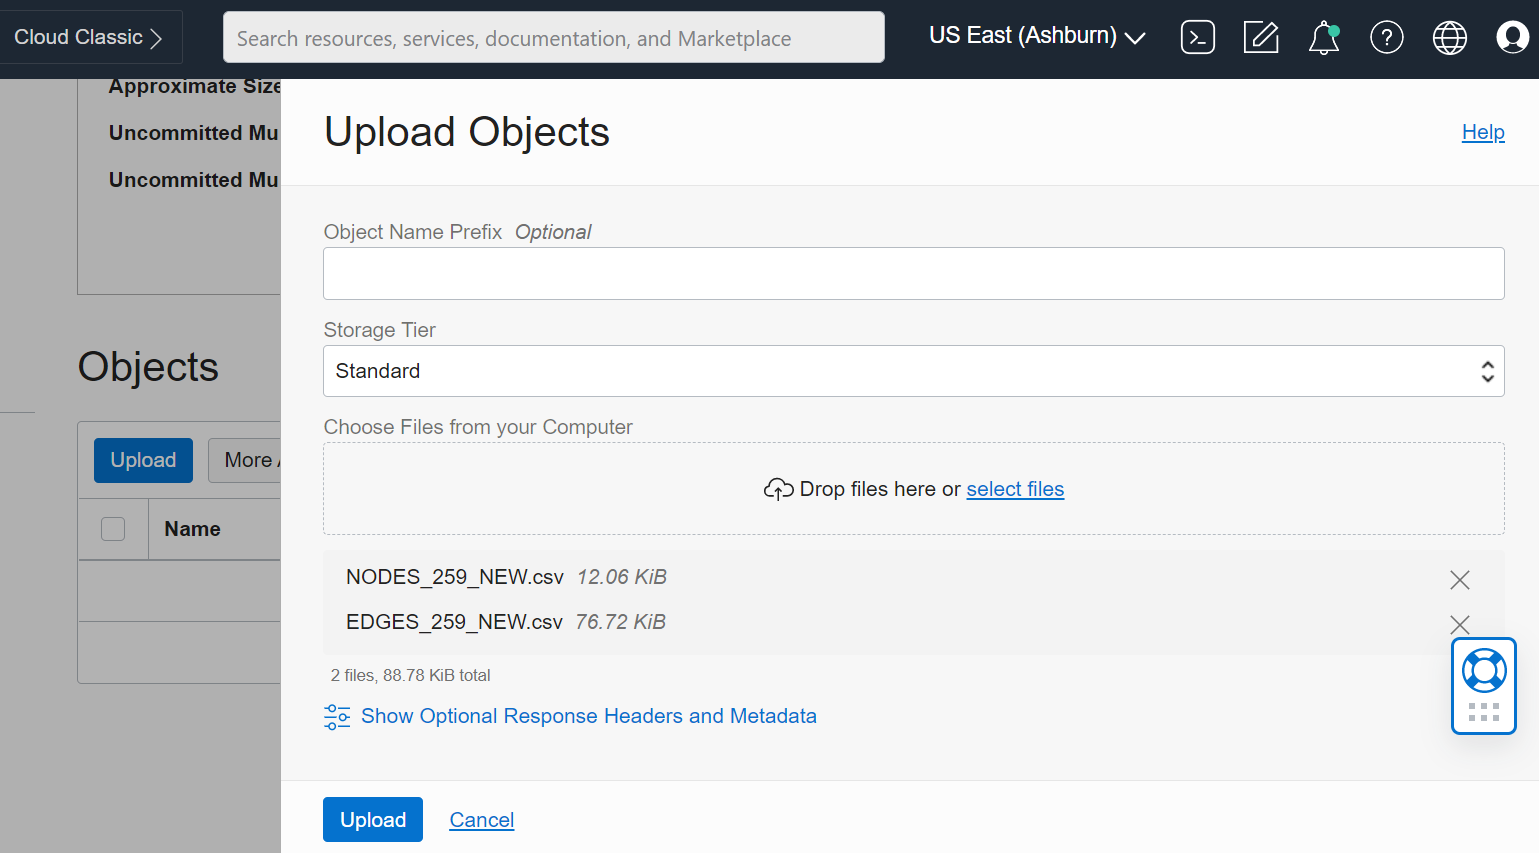 Cloud Classic
Search resources, services, documentation, and Marketplace
US East (Ashburn)
Approximate Size
Uncommitted Mu
Uncommitted Mu
Upload Objects
Help
Object Name Prefix Optional
Storage Tier
Standard
Objects
Choose Files from your Computer
Upload
More
Drop files here or select files
Name
NODES_259_NEW.csv 12.06 KiB
EDGES_259_NEW.csv 76.72 KiB
2 files, 88.78 KiB total
Show Optional Response Headers and Metadata
Upload
Cancel